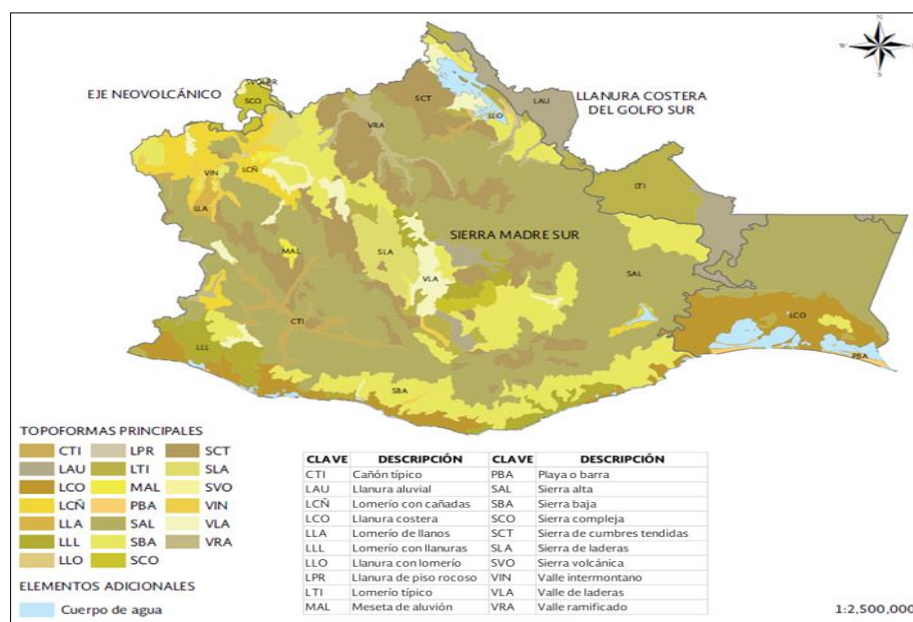 N
W
S
EJE NEOVOLCÁNICO
LLANURA COSTERA
DEL GOLFO SUR
SCO
SCT
LAU
VRA
LLO
LCÑ
VIN
LTI
LLA
SIERRA MADRE SUR
MAL
SLA
VLA
SAL
CTI
LCO
LLL
PBA
SBA
TOPOFORMAS PRINCIPALES
CTI LPR SCT
LAU LTI SLA
LCO MAL SVO
LCÑ PBA VIN
LLA SAL VLA
LLL SBA VRA
LLO SCO
ELEMENTOS ADICIONALES
Cuerpo de agua
CLAVE DESCRIPCIÓN CLAVE DESCRIPCIÓN
CTI Cañón típico PBA Playa o barra
LAU Llanura aluvial SAL Sierra alta
LCÑ Lomerío con cañadas SBA Sierra baja
LCO Llanura costera SCO Sierra compleja
LLA Lomerío de llanos SCT Sierra de cumbres tendidas
LLL Lomerío con llanuras SLA Sierra de laderas
LLO Llanura con lomerío SVO Sierra volcánica
LPR Llanura de piso rocoso VIN Valle intermontano
LTI Lomerío típico VLA Valle de laderas
MAL Meseta de aluvión VRA Valle ramificado
1:2,500,000